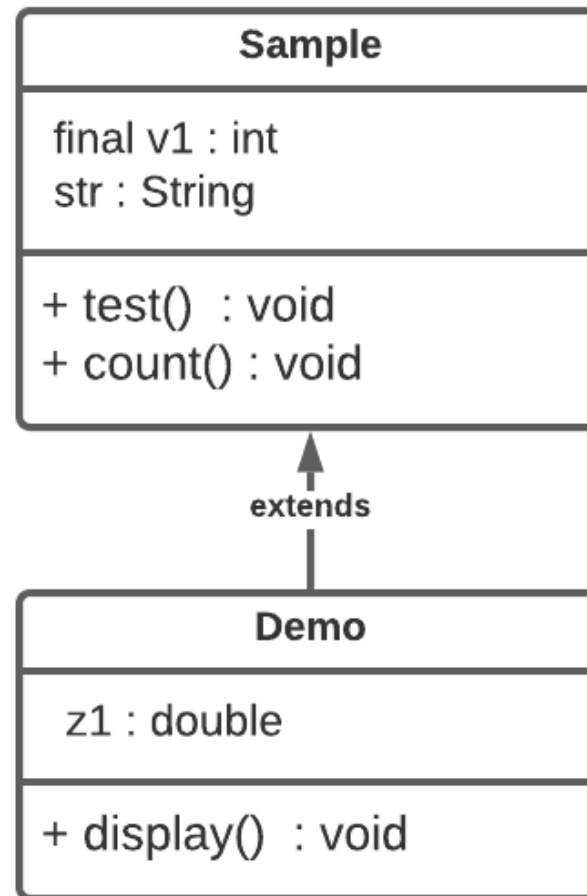 Sample
final v1 : int
str : String
+ test() : void
+ count() : void
extends
Demo
z1 : double
+ display() : void